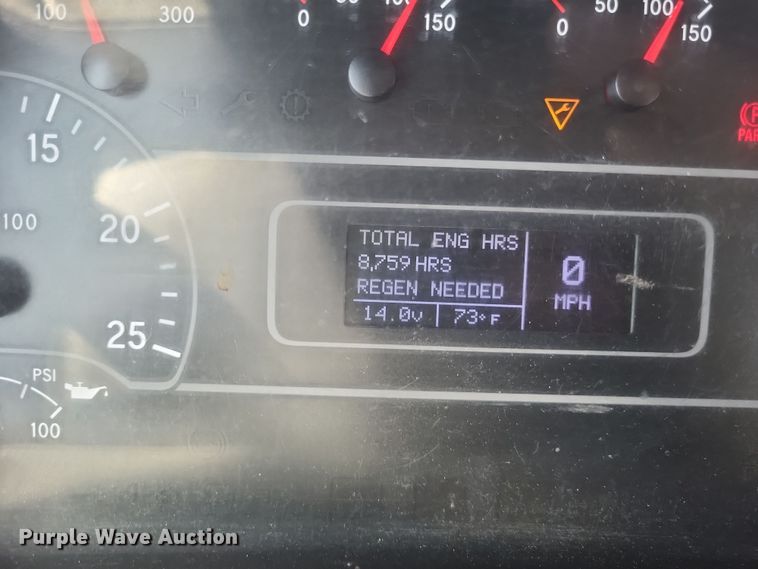 100 300
0 150
0 50 100 150
15
100
20
25
PSI
100
TOTAL ENG HRS
8,759 HRS
REGEN NEEDED
14.0V 73°F
0
MPH
Purple Wave Auction